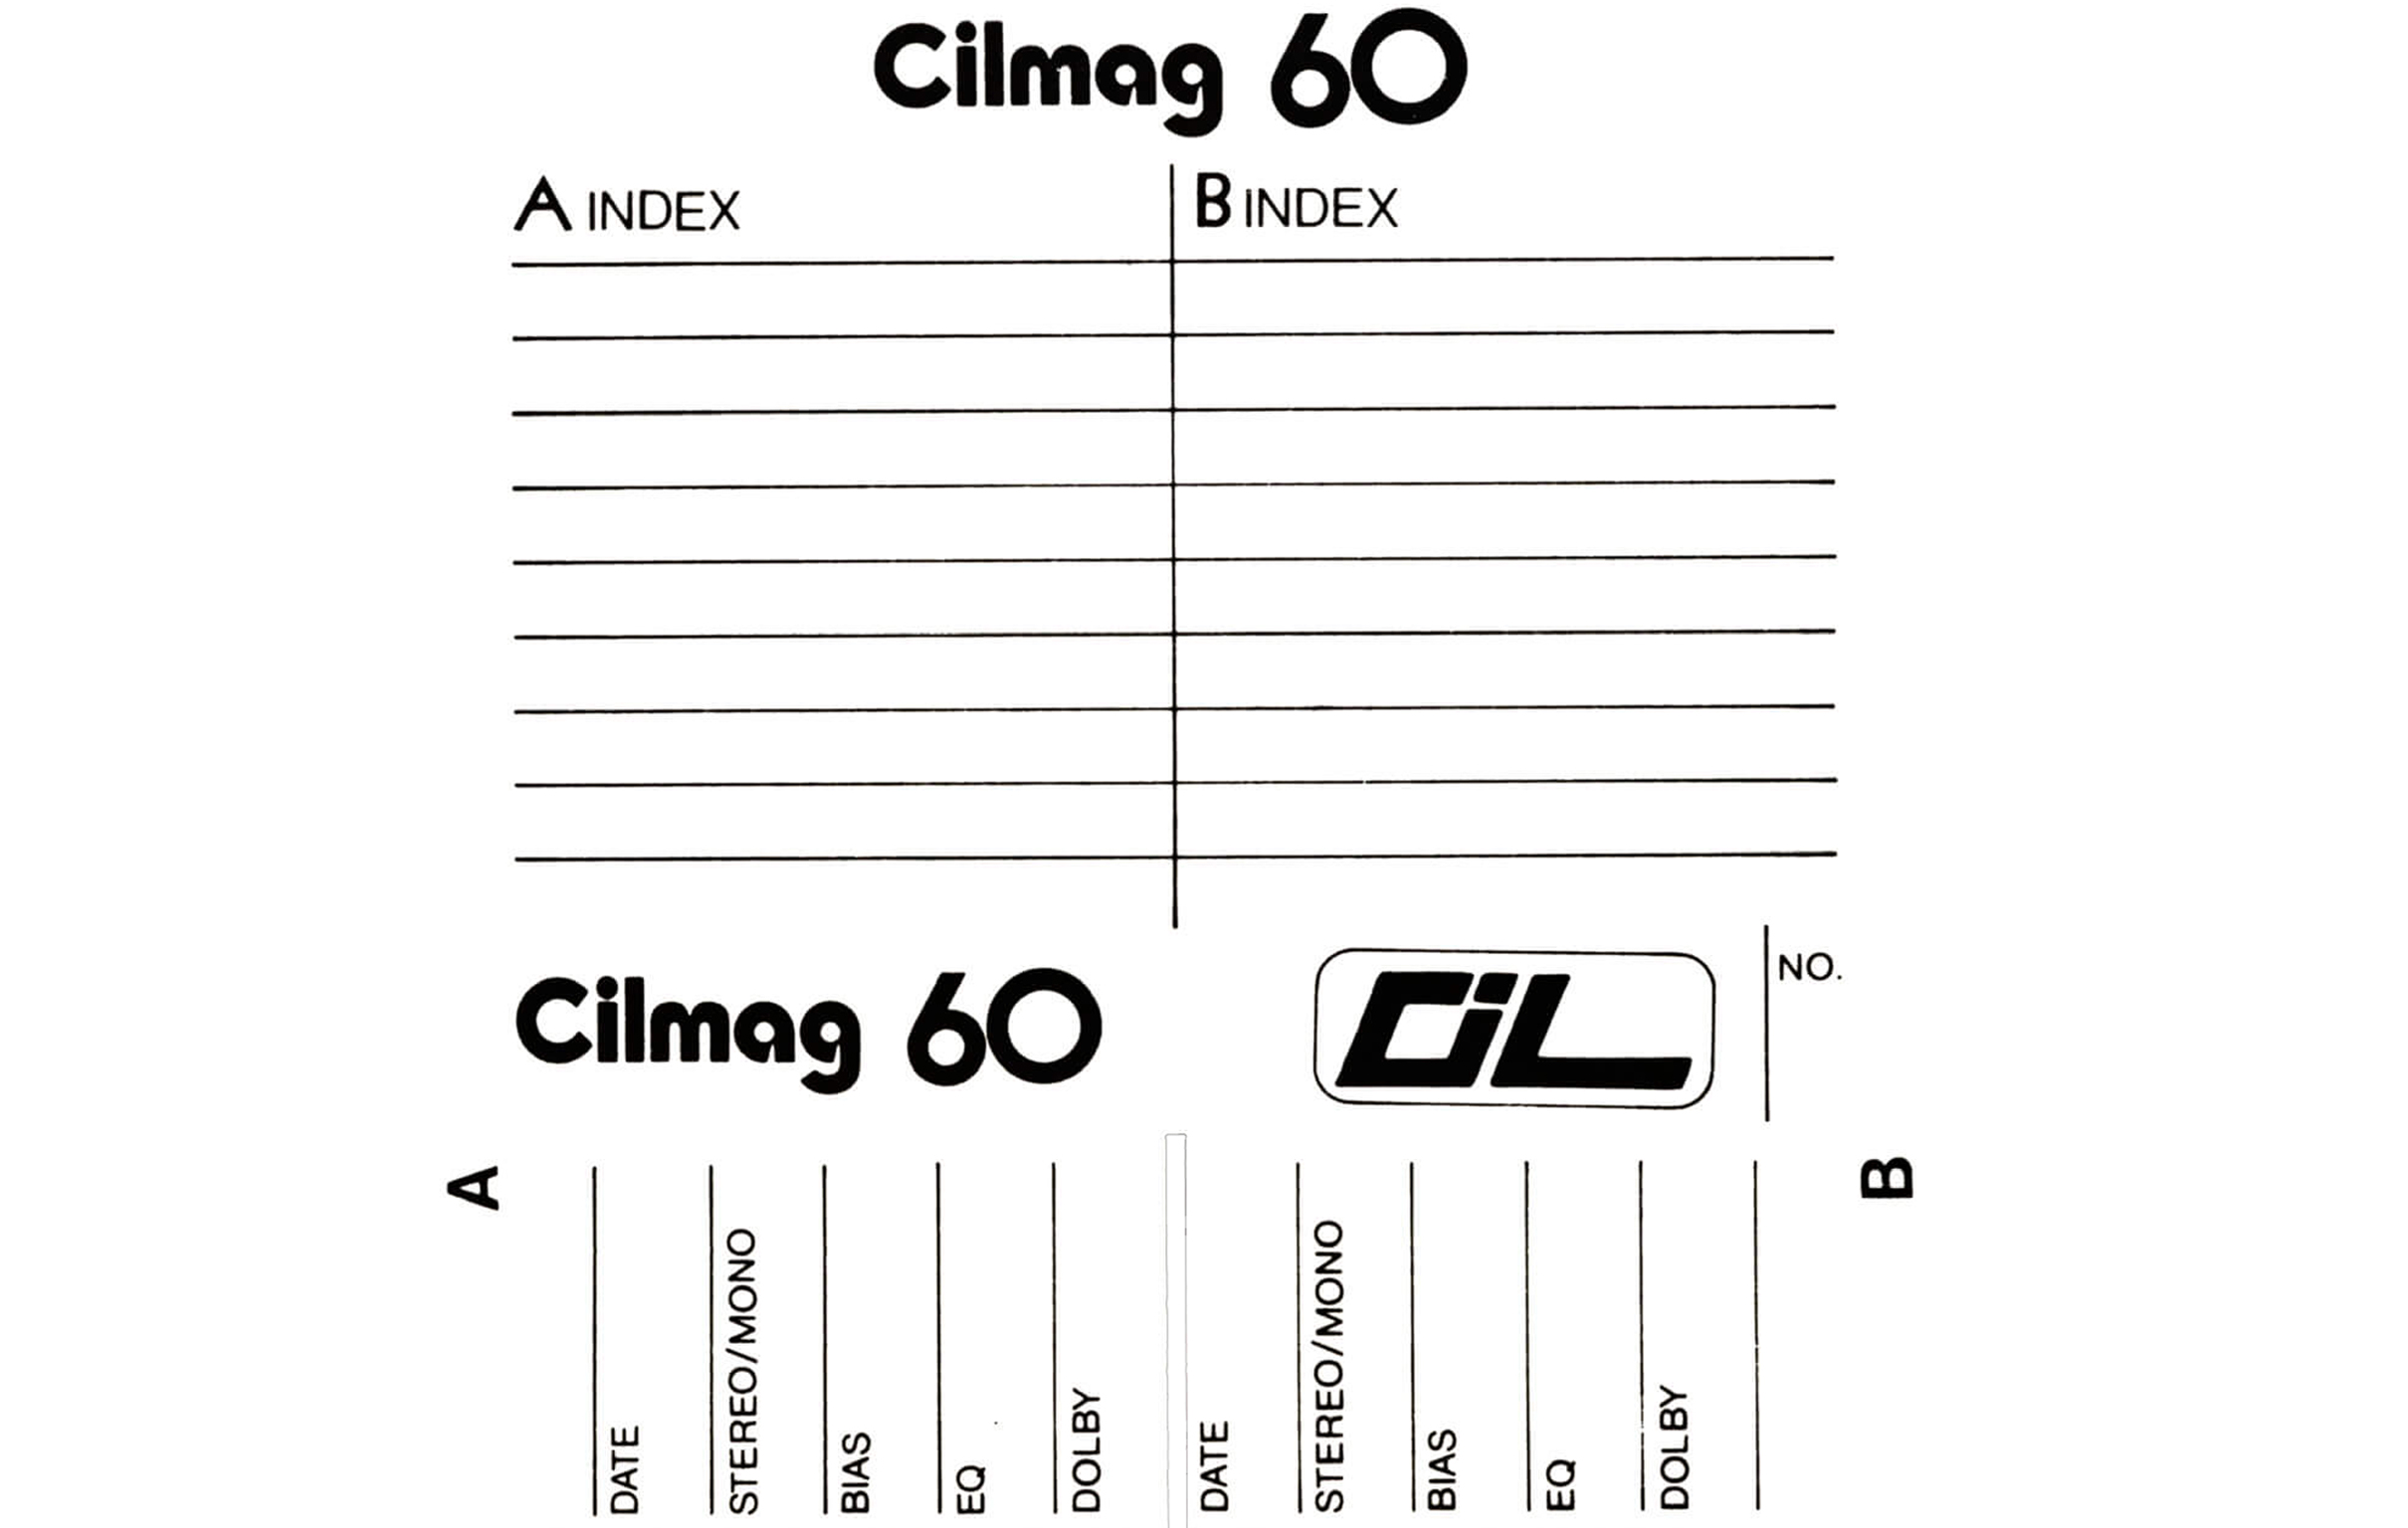 Cilmag 60
A INDEX
B INDEX
Cilmag 60
CiL
NO.
A
DATE
STEREO/MONO
BIAS
EQ
DOLBY
DATE
STEREO/MONO
BIAS
EQ
DOLBY
B